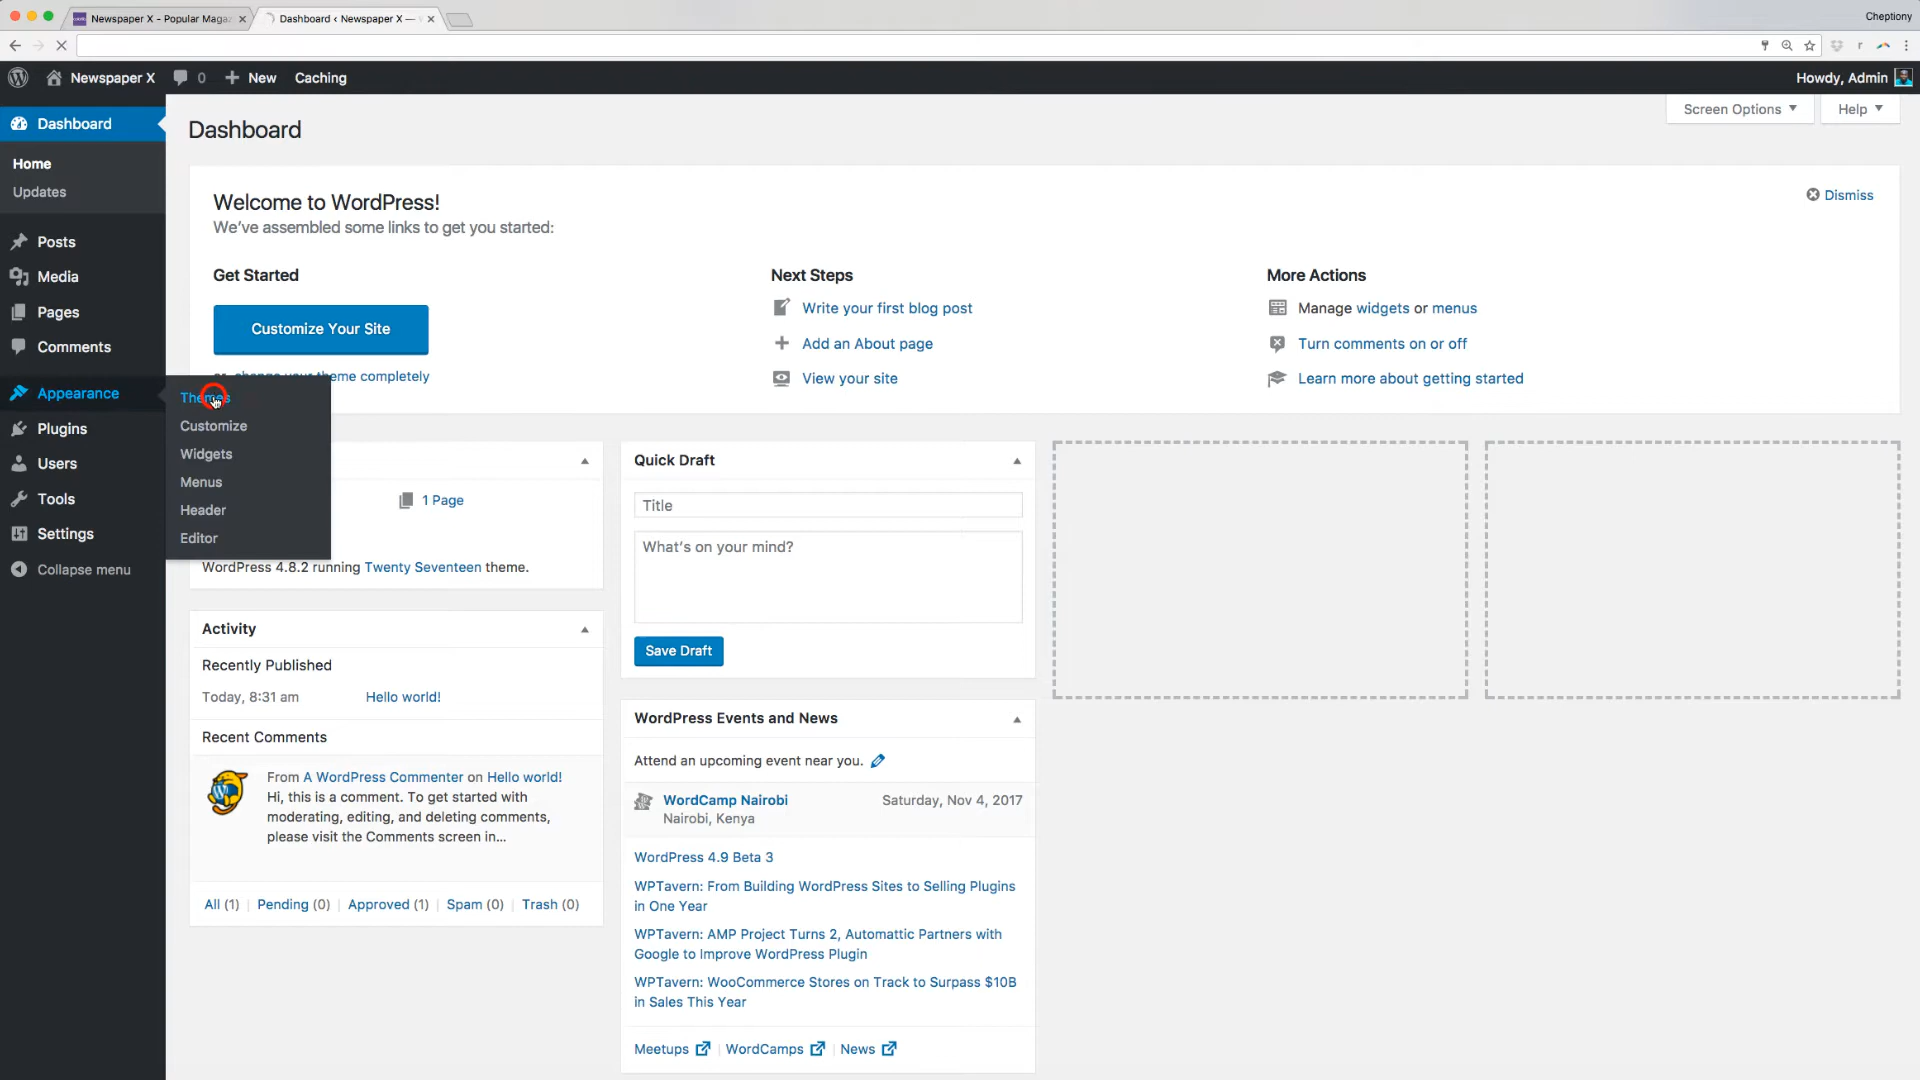 Newspaper X - Popular Maga
Dashboard ‹ Newspaper X —
Cheptiony
Newspaper X
0
New
Caching
Howdy, Admin
Dashboard
Home
Updates
Posts
Media
Pages
Comments
Appearance
Plugins
Users
Tools
Settings
Collapse menu
Themes
Customize
Widgets
Menus
Header
Editor
Dashboard
Screen Options
Help
Welcome to WordPress!
We've assembled some links to get you started:
Dismiss
Get Started
Customize Your Site
change your theme completely
Next Steps
Write your first blog post
Add an About page
View your site
More Actions
Manage widgets or menus
Turn comments on or off
Learn more about getting started
1 Page
WordPress 4.8.2 running Twenty Seventeen theme.
Activity
Recently Published
Today, 8:31 am Hello world!
Recent Comments
From A WordPress Commenter on Hello world!
Hi, this is a comment. To get started with
moderating, editing, and deleting comments,
please visit the Comments screen in…
All (1) | Pending (0) | Approved (1) | Spam (0) | Trash (0)
Quick Draft
Title
What's on your mind?
Save Draft
WordPress Events and News
Attend an upcoming event near you.
WordCamp Nairobi Saturday, Nov 4, 2017
Nairobi, Kenya
WordPress 4.9 Beta 3
WPTavern: From Building WordPress Sites to Selling Plugins
in One Year
WPTavern: AMP Project Turns 2, Automattic Partners with
Google to Improve WordPress Plugin
WPTavern: WooCommerce Stores on Track to Surpass $10B
in Sales This Year
Meetups | WordCamps | News